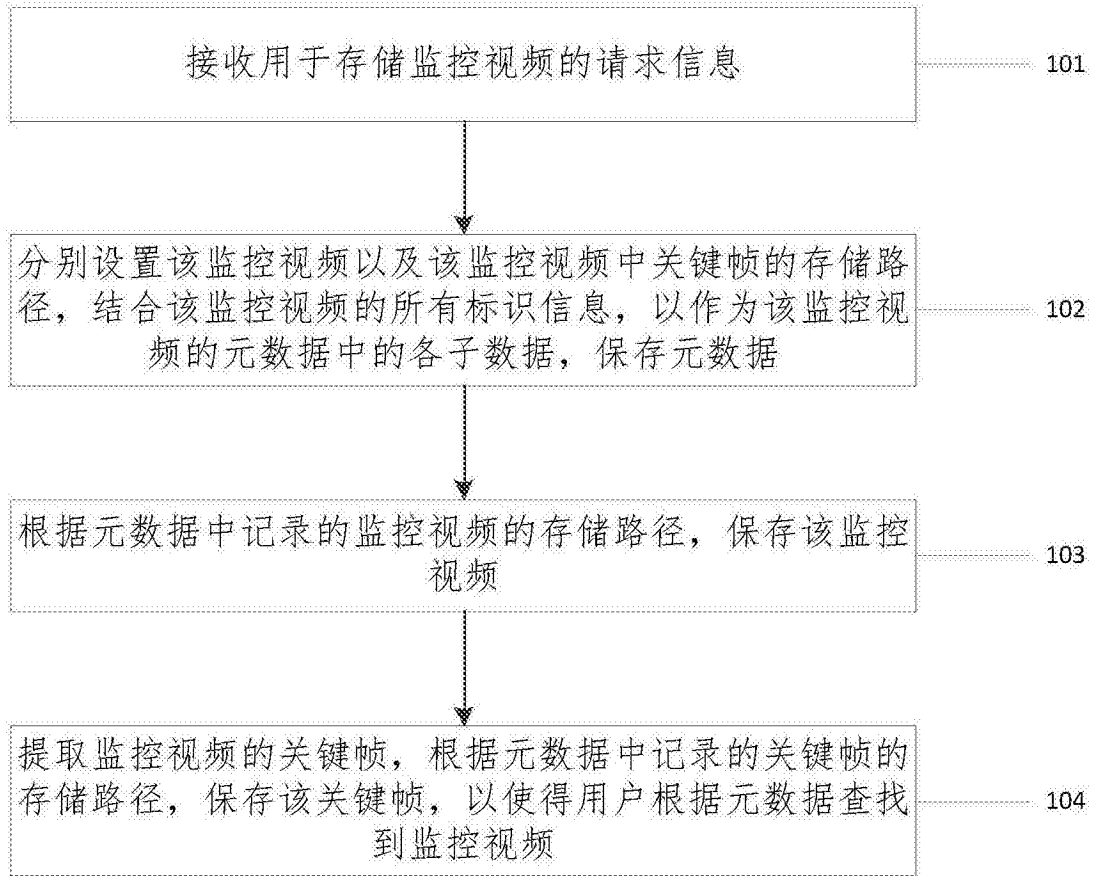 接收用于存储监控视频的请求信息
101
分别设置该监控视频以及该监控视频中关键帧的存储路
径，结合该监控视频的所有标识信息，以作为该监控视
频的元数据中的各子数据，保存元数据
102
根据元数据中记录的监控视频的存储路径，保存该监控
视频
103
提取监控视频的关键帧，根据元数据中记录的关键帧的
存储路径，保存该关键帧，以使得用户根据元数据查找
到监控视频
104